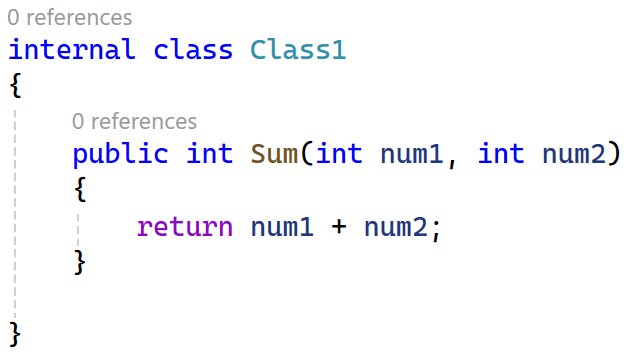 0 references
internal class Class1
{
0 references
public int Sum(int num1, int num2)
{
return num1 + num2;
}
}